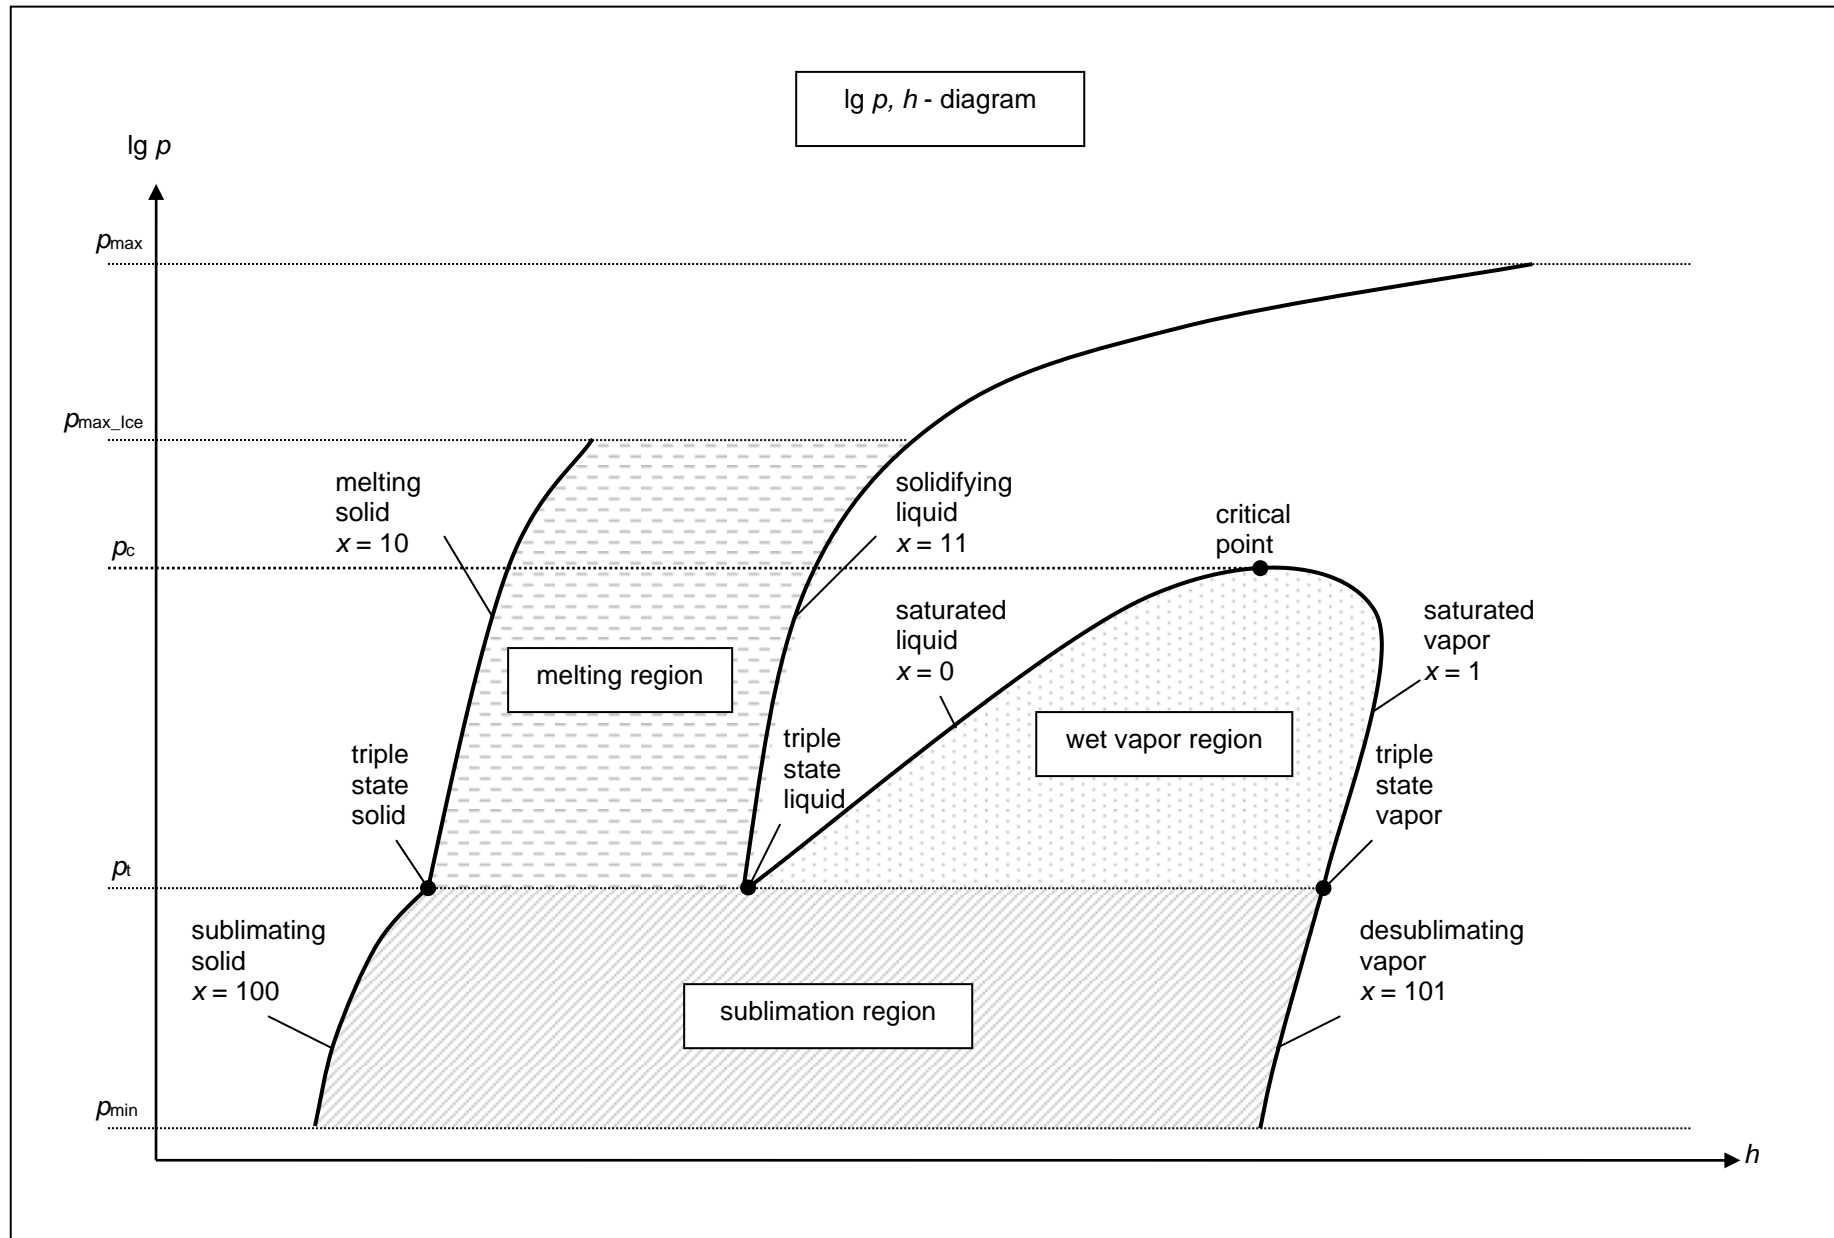 lg p, h - diagram
lg p
pmax
pmax_Ice
melting
solid
x = 10
solidifying
liquid
x = 11
critical
point
pc
saturated
liquid
x = 0
saturated
vapor
x = 1
melting region
wet vapor region
triple
state
solid
triple
state
liquid
triple
state
vapor
pt
sublimating
solid
x = 100
desublimating
vapor
x = 101
sublimation region
pmin
h